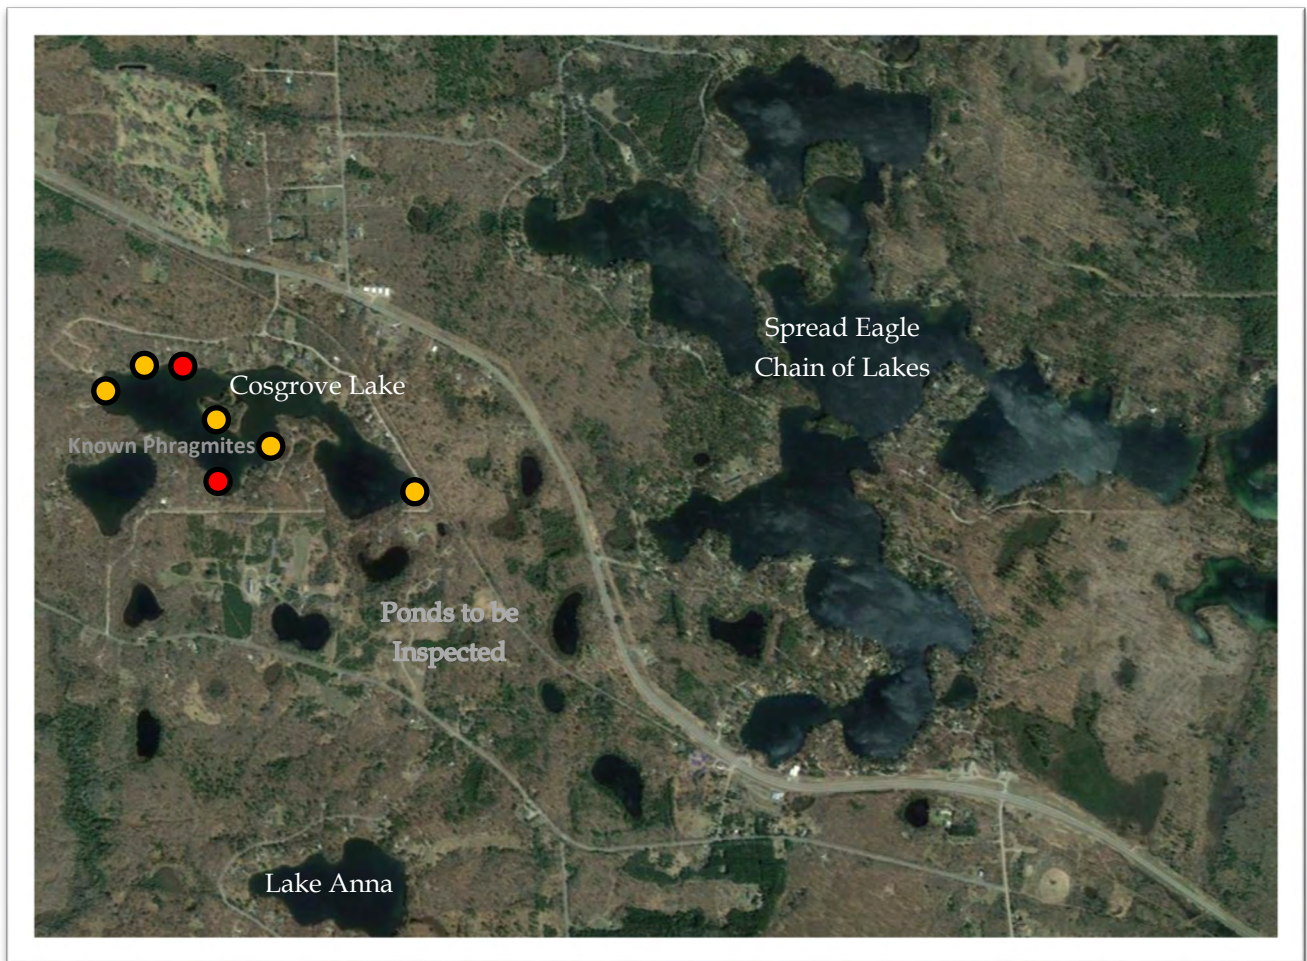 Spread Eagle
Chain of Lakes
Cosgrove Lake
Known Phragmites
Ponds to be
Inspected
Lake Anna